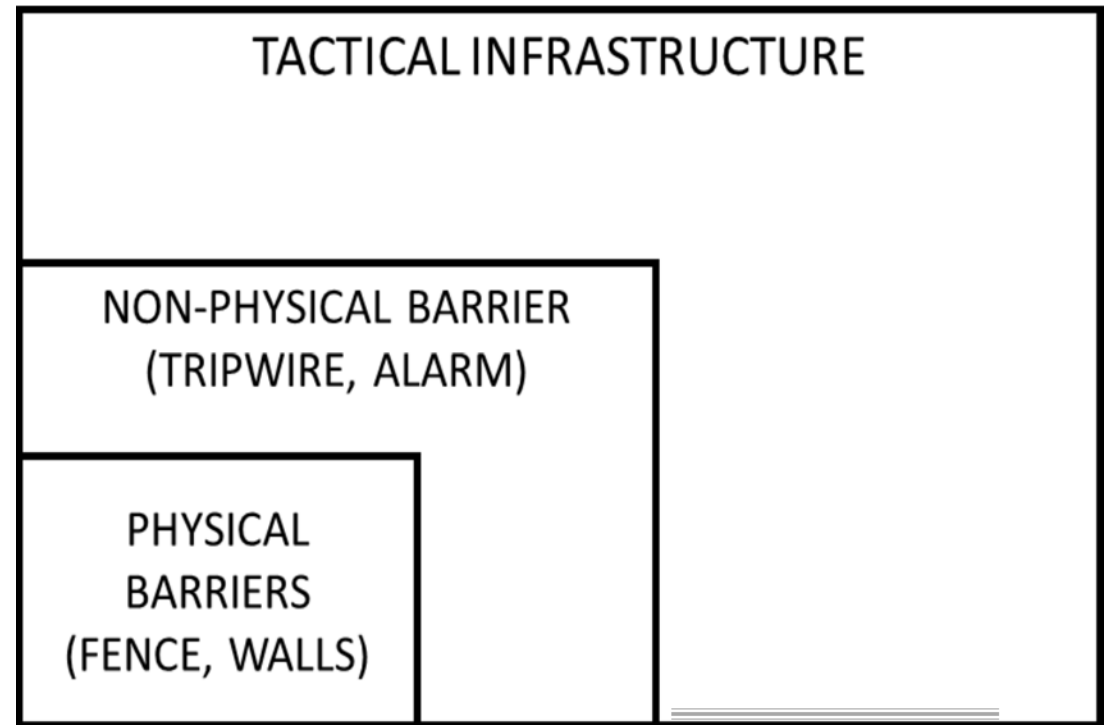 TACTICAL INFRASTRUCTURE
NON-PHYSICAL BARRIER
(TRIPWIRE, ALARM)
PHYSICAL
BARRIERS
(FENCE, WALLS)